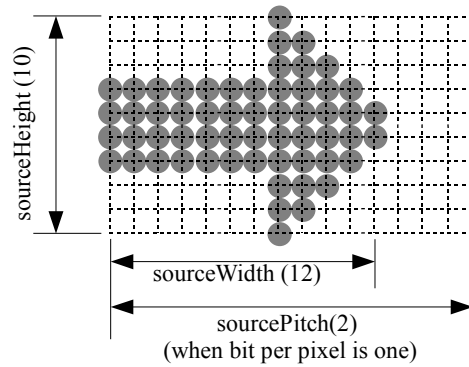 sourceHeight (10)
sourceWidth (12)
sourcePitch(2)
(when bit per pixel is one)